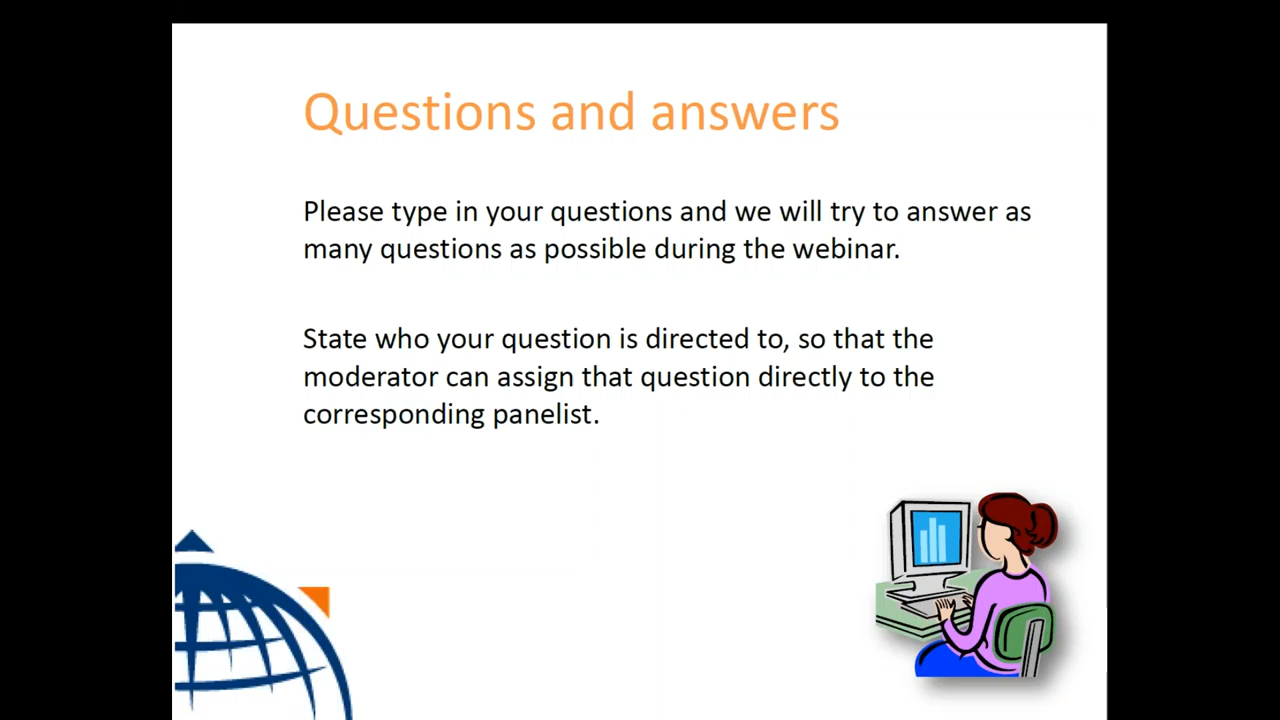 Questions and answers
Please type in your questions and we will try to answer as
many questions as possible during the webinar.
State who your question is directed to, so that the
moderator can assign that question directly to the
corresponding panelist.